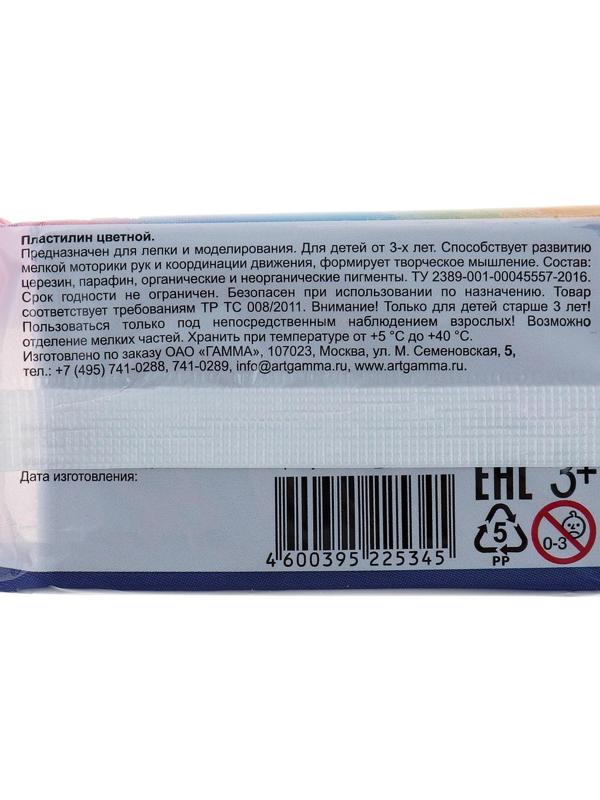 Пластилин цветной.
Предназначен для лепки и моделирования. Для детей от 3-х лет. Способствует развитию
мелкой моторики рук и координации движения, формирует творческое мышление. Состав:
церезин, парафин, органические и неорганические пигменты. ТУ 2389-001-00045557-2016.
Срок годности не ограничен. Безопасен при использовании по назначению. Товар
соответствует требованиям ТР ТС 008/2011. Внимание! Только для детей старше 3 лет!
Пользоваться только под непосредственным наблюдением взрослых! Возможно
отделение мелких частей. Хранить при температуре от +5 °С до +40 °С.
Изготовлено по заказу ОАО «ГАММА», 107023, Москва, ул. М. Семеновская, 5,
тел.: +7 (495) 741-0288, 741-0289, info@artgamma.ru, www.artgamma.ru
Дата изготовления:
EAC 3+
5
PP
0-3
4 600395 225345